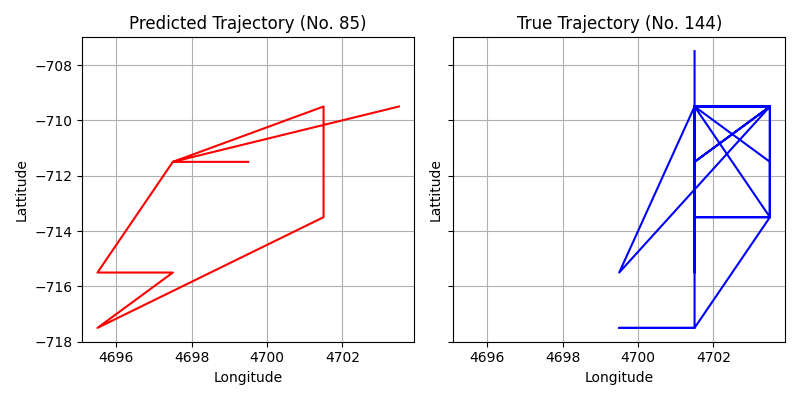 Predicted Trajectory (No. 85)
True Trajectory (No. 144)
Lattitude
−708
−710
−712
−714
−716
−718
4696
4698
4700
4702
Longitude
Lattitude
4696
4698
4700
4702
Longitude